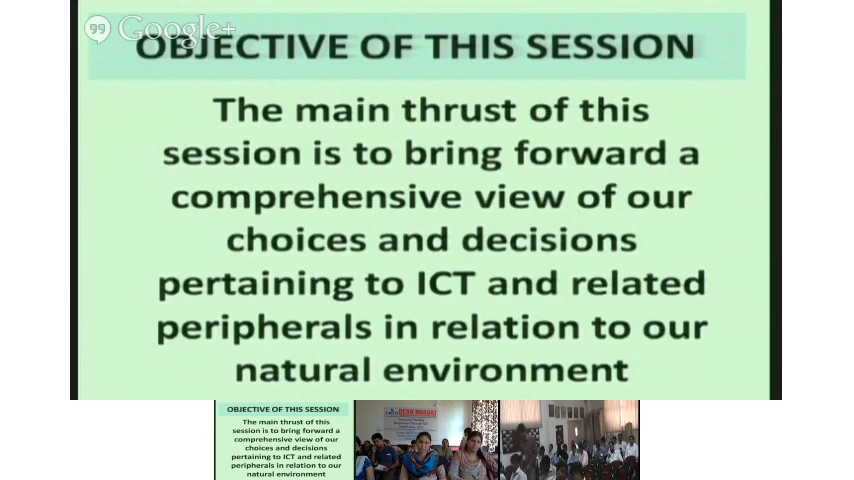 Google+
OBJECTIVE OF THIS SESSION
The main thrust of this
session is to bring forward a
comprehensive view of our
choices and decisions
pertaining to ICT and related
peripherals in relation to our
natural environment
OBJECTIVE OF THIS SESSION
The main thrust of this
session is to bring forward a
comprehensive view of our
choices and decisions
pertaining to ICT and related
peripherals in relation to our
natural environment
DESH BHAGAT